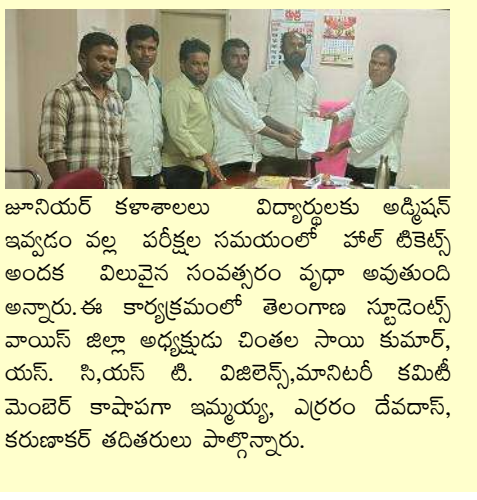 జూనియర్ కళాశాలలు విద్యార్థులకు అడ్మిషన్
ఇవ్వడం వల్ల పరీక్షల సమయంలో హాల్ టికెట్స్
అందక విలువైన సంవత్సరం వృధా అవుతుంది
అన్నారు.ఈ కార్యక్రమంలో తెలంగాణ స్టూడెంట్స్
వాయిస్ జిల్లా అధ్యక్షుడు చింతల సాయి కుమార్,
యస్. సి,యస్ టి. విజిలెన్స్,మానిటరీ కమిటీ
మెంబెర్ కాషాపగా ఇమ్మయ్య, ఎర్రరం దేవదాస్,
కరుణాకర్ తదితరులు పాల్గొన్నారు.